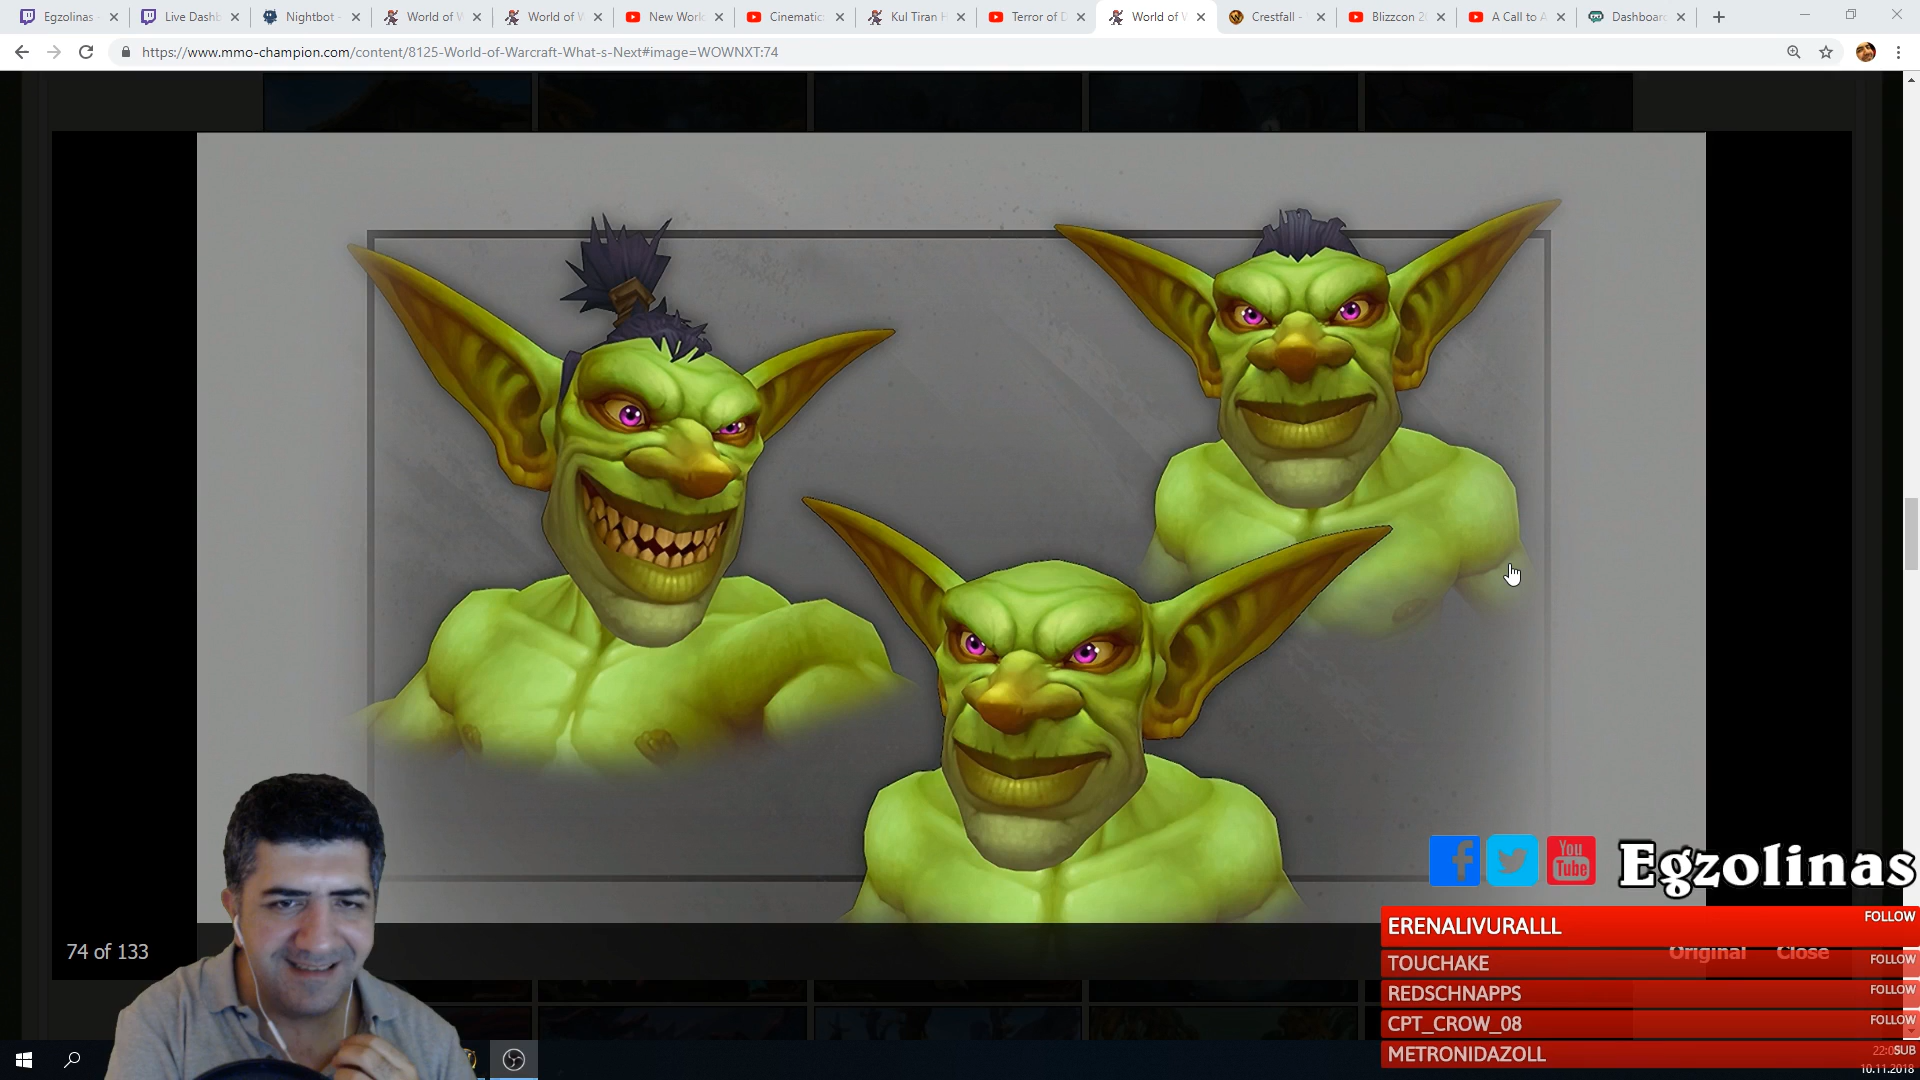 Egzolinas -
Live Dashb
Nightbot -
World of W
World of W
New World
Cinematic:
Kul Tiran H
Terror of D
World of W
Crestfall -
Blizzcon 2
A Call to A
Dashboard
https://www.mmo-champion.com/content/8125-World-of-Warcraft-What-s-Next#image=WOWNXT:74
You
Tube
Egzolinas
ERENALIVURALLL FOLLOW
74 of 133
Original Close
TOUCHAKE FOLLOW
REDSCHNAPPS FOLLOW
CPT_CROW_08 FOLLOW
METRONIDAZOLL SUB
10.11.2018